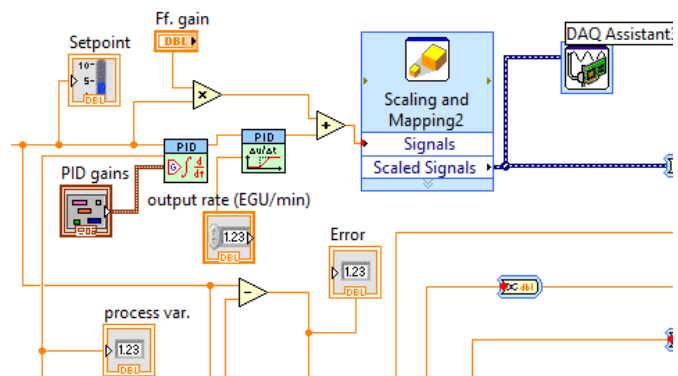 Ff. gain
DBL
Setpoint
10-
5-
DBL
DAQ Assistant3
Scaling and
Mapping2
Signals
Scaled Signals
PID
PID
PID gains
output rate (EGU/min)
1.23
DBL
Error
1.23
DBL
dbl
process var.
1.23
DBL